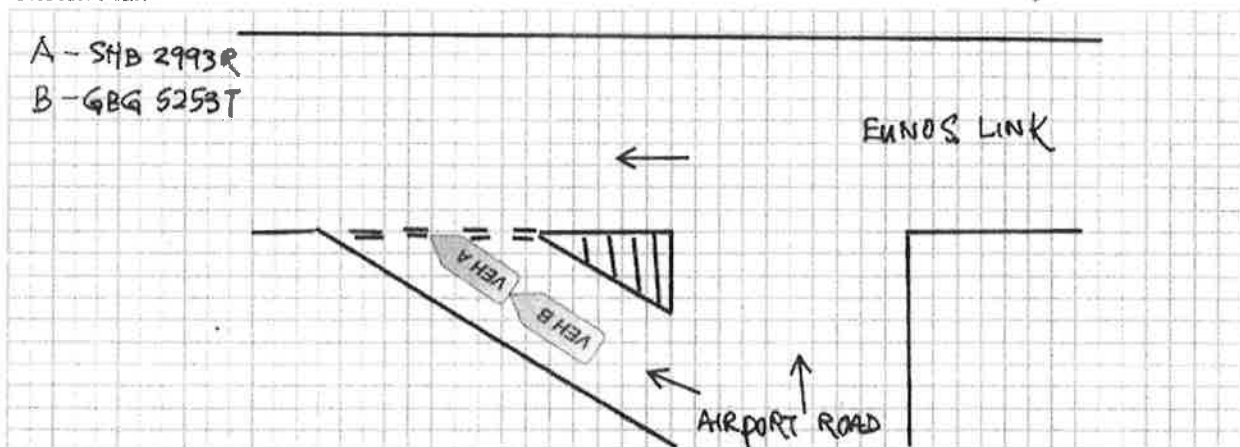 A - SHB 2993R
B - GBG 5253T
EUNOS LINK
VEH A
VEH B
AIRPORT ROAD